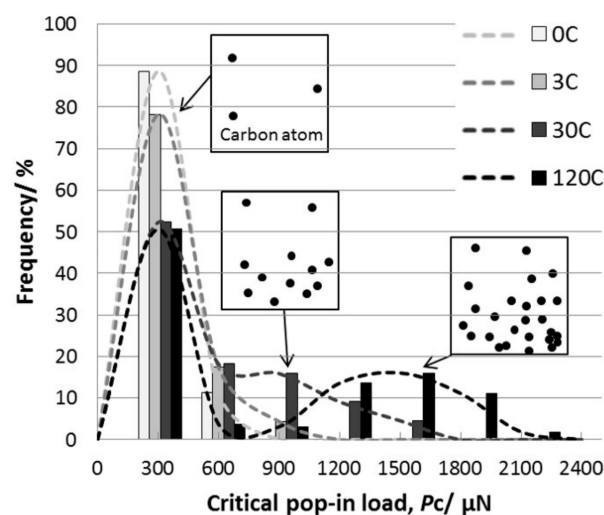 100
90
80
70
60
50
40
30
20
10
0
Frequency/ %
Carbon atom
0C
3C
30C
120C
0 300 600 900 1200 1500 1800 2100 2400
Critical pop-in load, Pc/ μN